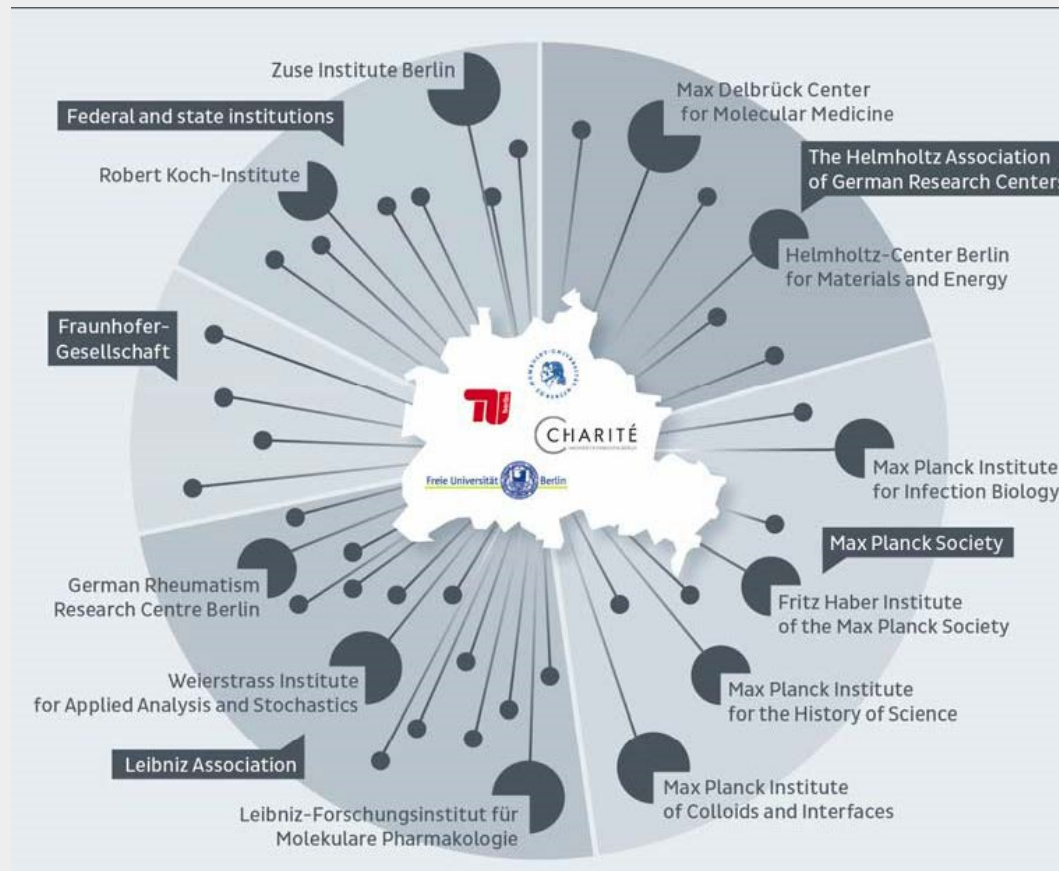 Zuse Institute Berlin
Federal and state institutions
Robert Koch-Institute
Max Delbrück Center
for Molecular Medicine
The Helmholtz Association
of German Research Centers
Helmholtz-Center Berlin
for Materials and Energy
Fraunhofer-
Gesellschaft
berlin
CHARITÉ
Freie Universität Berlin
Max Planck Institute
for Infection Biology
Max Planck Society
German Rheumatism
Research Centre Berlin
Fritz Haber Institute
of the Max Planck Society
Weierstrass Institute
for Applied Analysis and Stochastics
Max Planck Institute
for the History of Science
Leibniz Association
Max Planck Institute
of Colloids and Interfaces
Leibniz-Forschungsinstitut für
Molekulare Pharmakologie